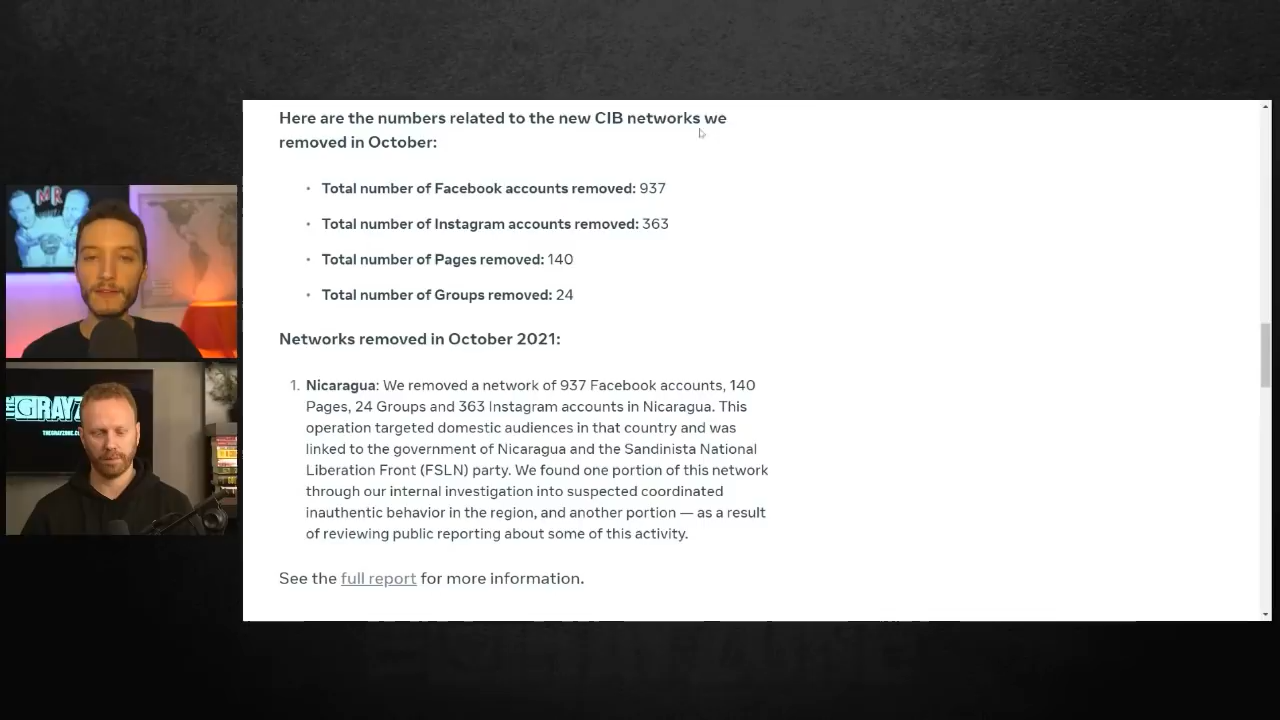 Here are the numbers related to the new CIB networks we
removed in October:
• Total number of Facebook accounts removed: 937
• Total number of Instagram accounts removed: 363
• Total number of Pages removed: 140
• Total number of Groups removed: 24
Networks removed in October 2021:
1. Nicaragua: We removed a network of 937 Facebook accounts, 140
Pages, 24 Groups and 363 Instagram accounts in Nicaragua. This
operation targeted domestic audiences in that country and was
linked to the government of Nicaragua and the Sandinista National
Liberation Front (FSLN) party. We found one portion of this network
through our internal investigation into suspected coordinated
inauthentic behavior in the region, and another portion — as a result
of reviewing public reporting about some of this activity.
See the full report for more information.
MR
THE GRAYZ